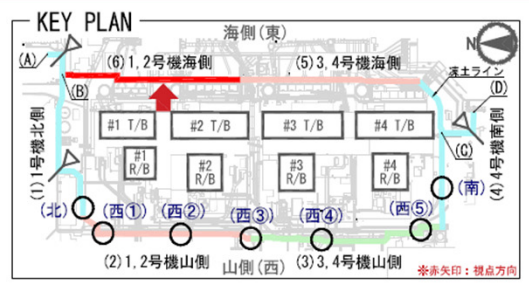 KEY PLAN
海側(東)
N
(A)
(6)1,2号機海側
(5)3,4号機海側
凍土ライン
(B)
(D)
#1 T/B
#2 T/B
#3 T/B
#4 T/B
(C)
(1)1号機北側
(4)4号機南側
#1
R/B
#2
R/B
#3
R/B
#4
R/B
(北)
(西①)
(西②)
(西③)
(西④)
(西⑤)
(南)
(2)1,2号機山側
山側(西)
(3)3,4号機山側
※赤矢印:視点方向